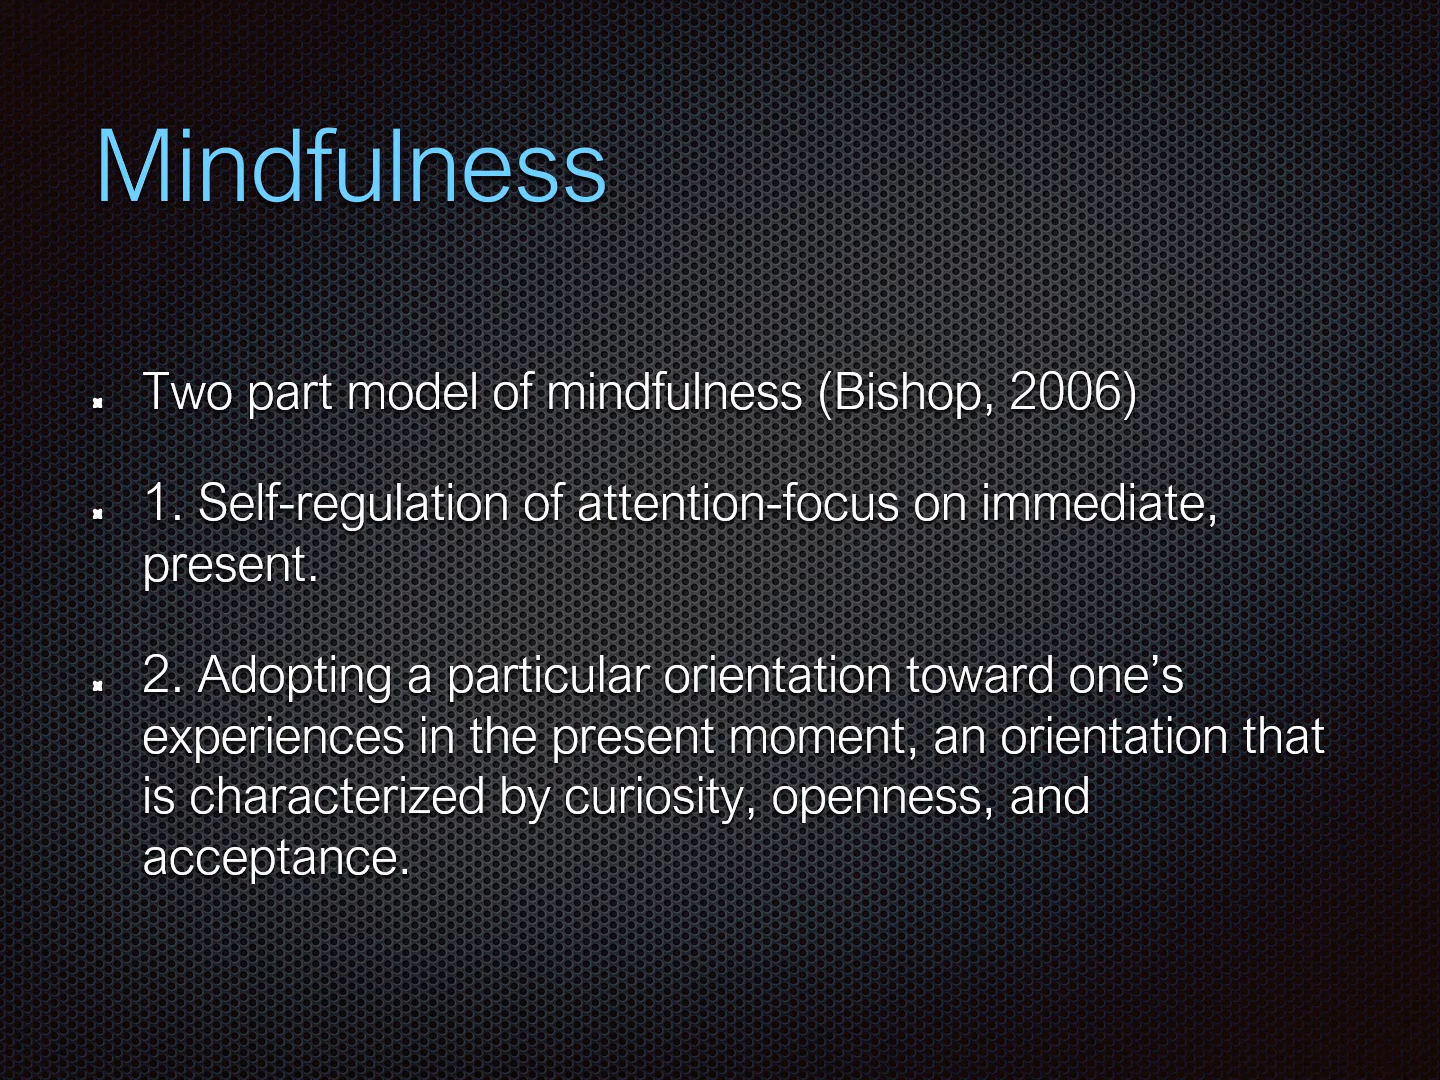 Mindfulness
Two part model of mindfulness (Bishop, 2006)
1. Self-regulation of attention-focus on immediate,
present.
2. Adopting a particular orientation toward one’s
experiences in the present moment, an orientation that
is characterized by curiosity, openness, and
acceptance.